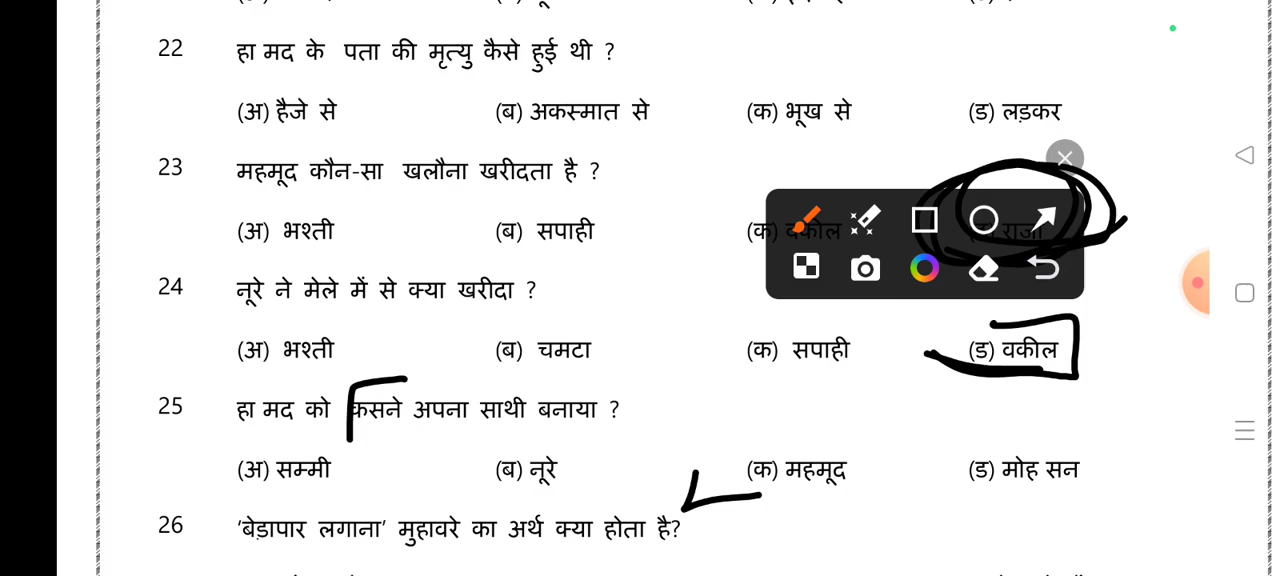 22 हा मद के पता की मृत्यु कैसे हुई थी ?
(अ) हैजे से (ब) अकस्मात से (क) भूख से (ड) लड़कर
23 महमूद कौन-सा खलौना खरीदता है ?
(अ) भश्ती (ब) सपाही (क) वकील (ड) राजा
24 नूरे ने मेले में से क्या खरीदा ?
(अ) भश्ती (ब) चमटा (क) सपाही (ड) वकील
25 हा मद को कसने अपना साथी बनाया ?
(अ) सम्मी (ब) नूरे (क) महमूद (ड) मोह सन
26 'बेड़ापार लगाना' मुहावरे का अर्थ क्या होता है?